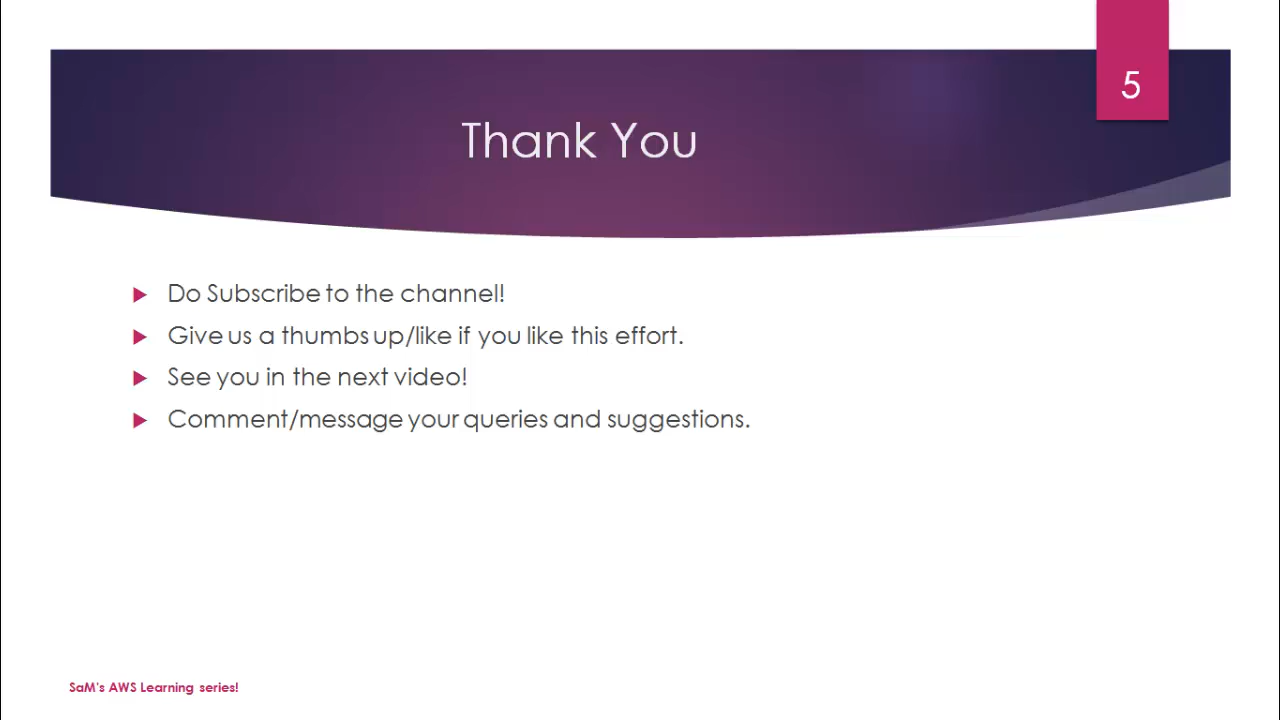 5
Thank You
Do Subscribe to the channel!
Give us a thumbs up/like if you like this effort.
See you in the next video!
Comment/message your queries and suggestions.
SaM's AWS Learning series!